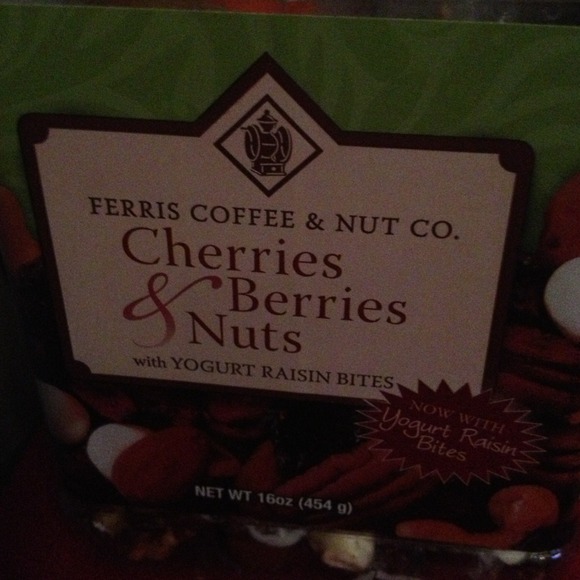 FERRIS COFFEE & NUT CO.
Cherries
& Berries
Nuts
with YOGURT RAISIN BITES
NOW WITH
Yogurt Raisin
Bites
NET WT 16oz (454 g)